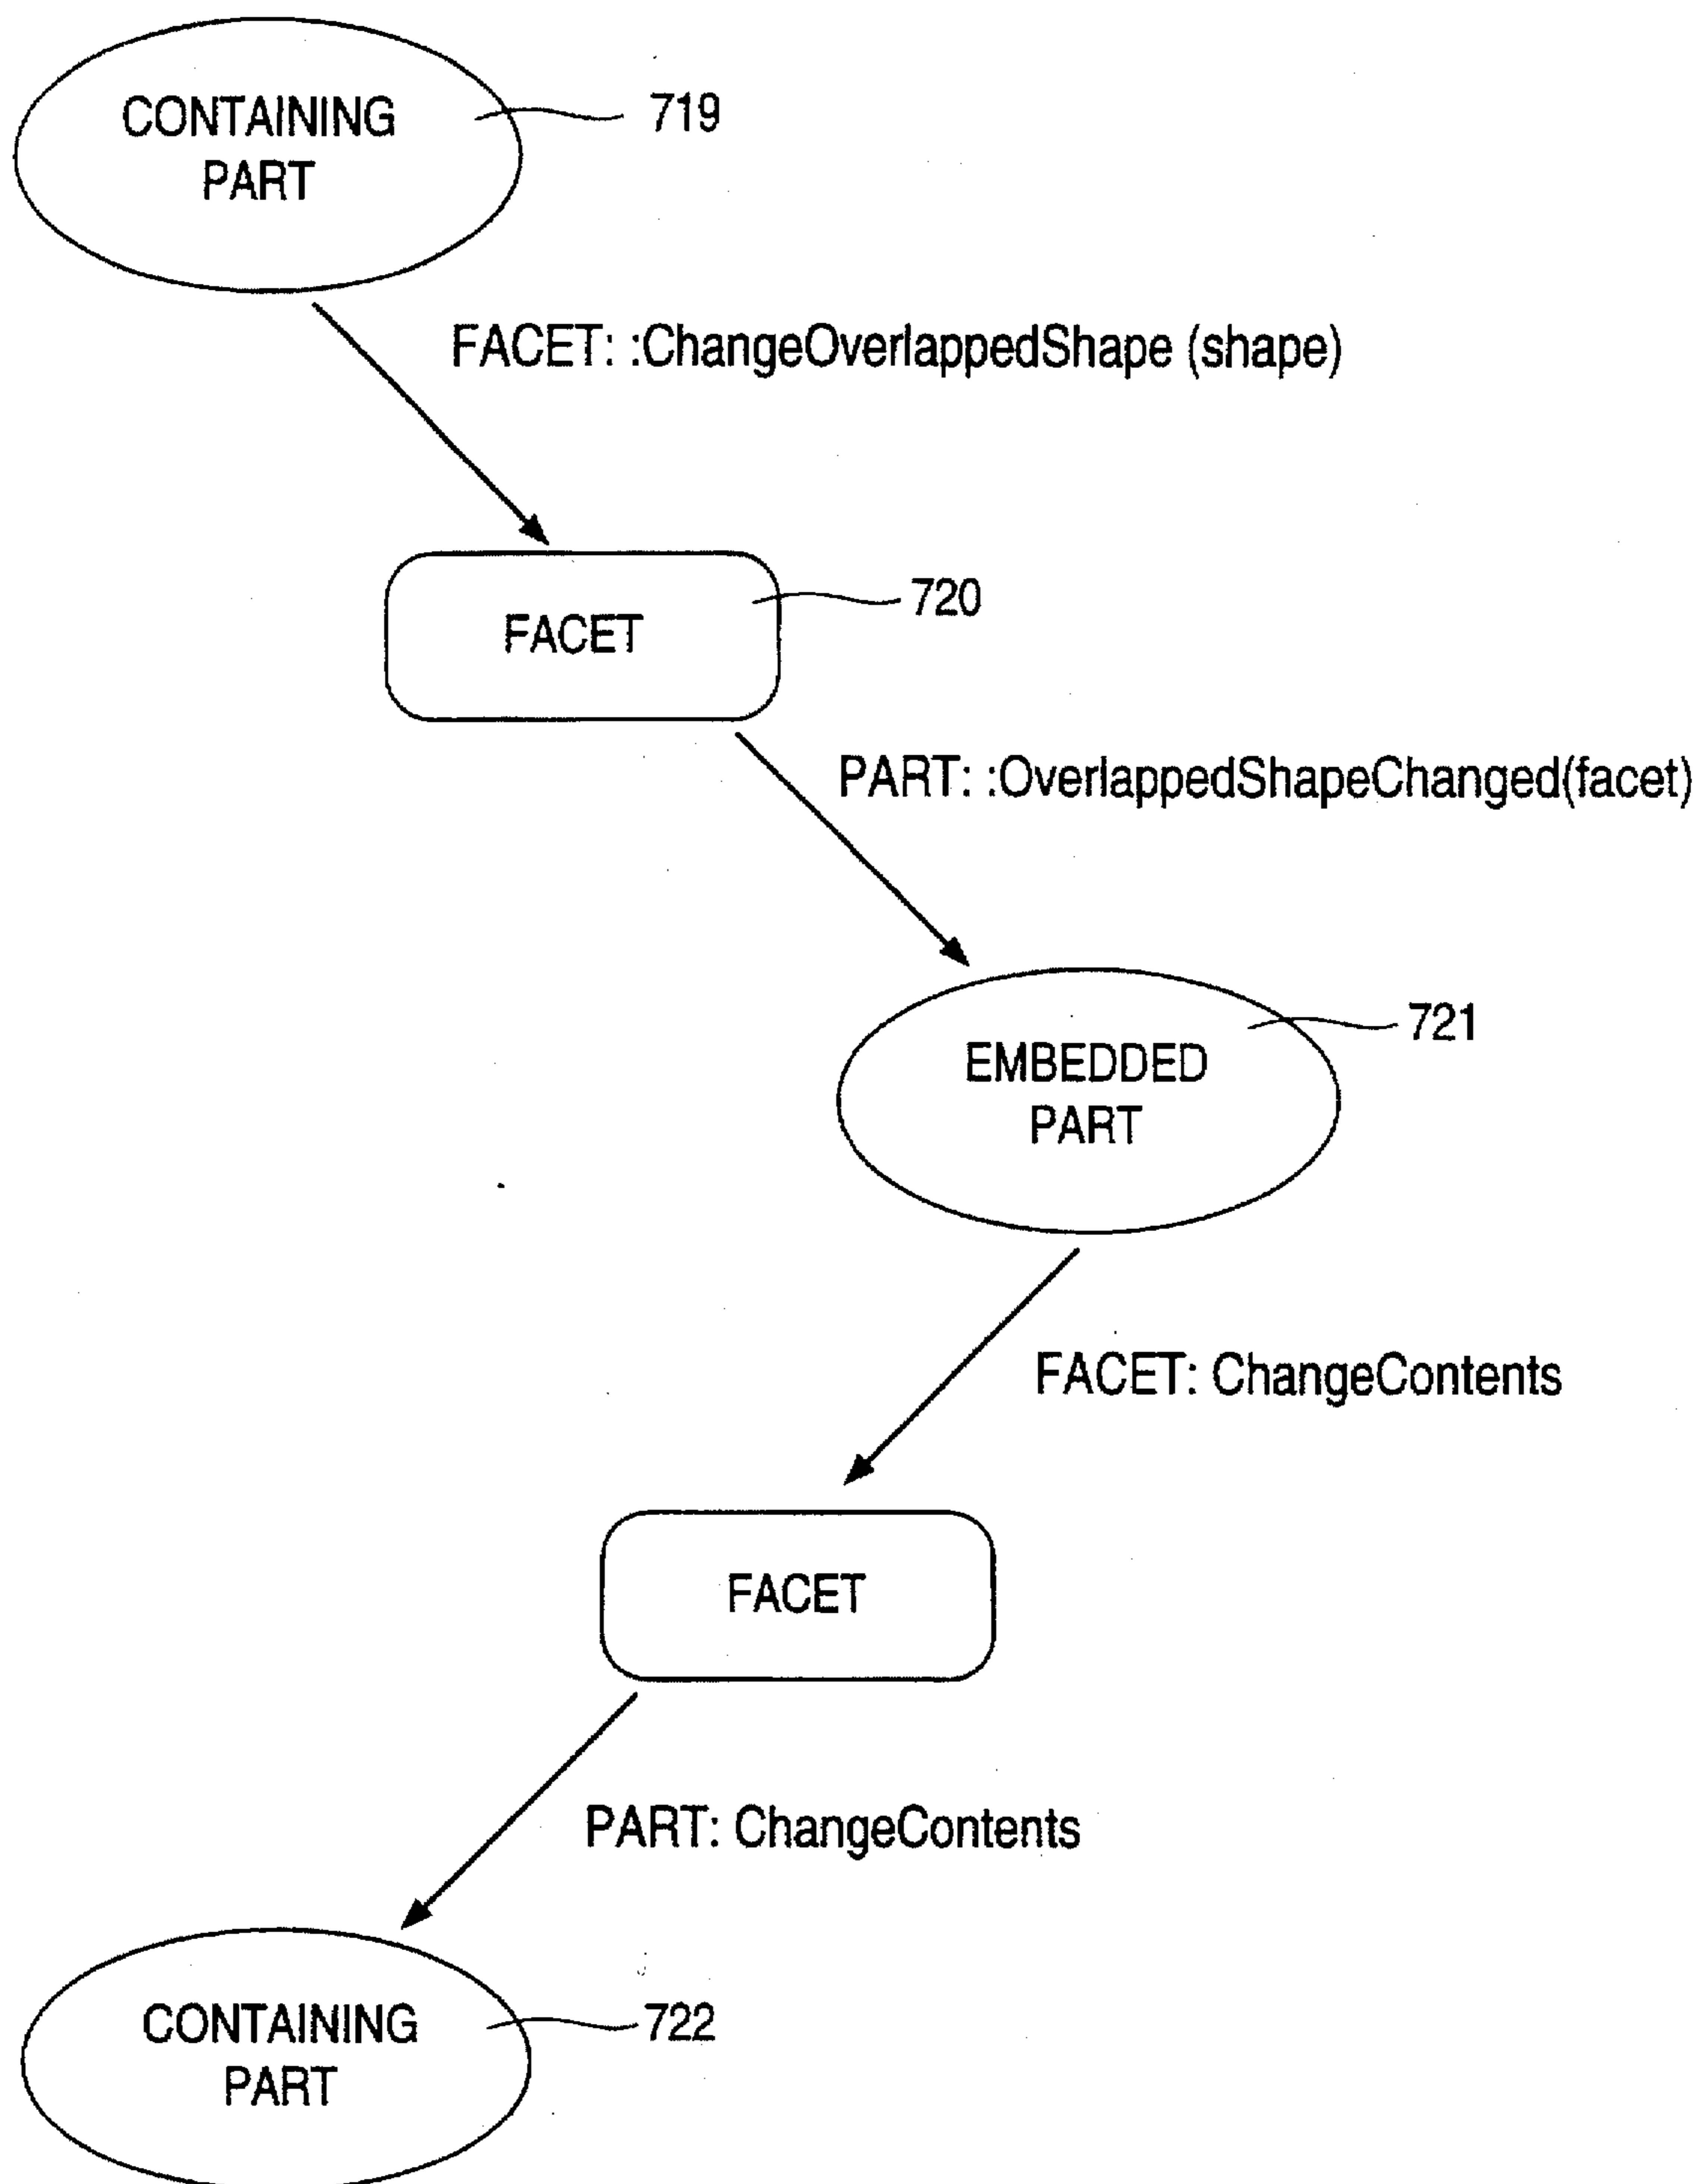 CONTAINING
PART
719
FACET: :ChangeOverlappedShape (shape)
FACET
720
PART: :OverlappedShapeChanged(facet)
EMBEDDED
PART
721
FACET: ChangeContents
FACET
PART: ChangeContents
CONTAINING
PART
722